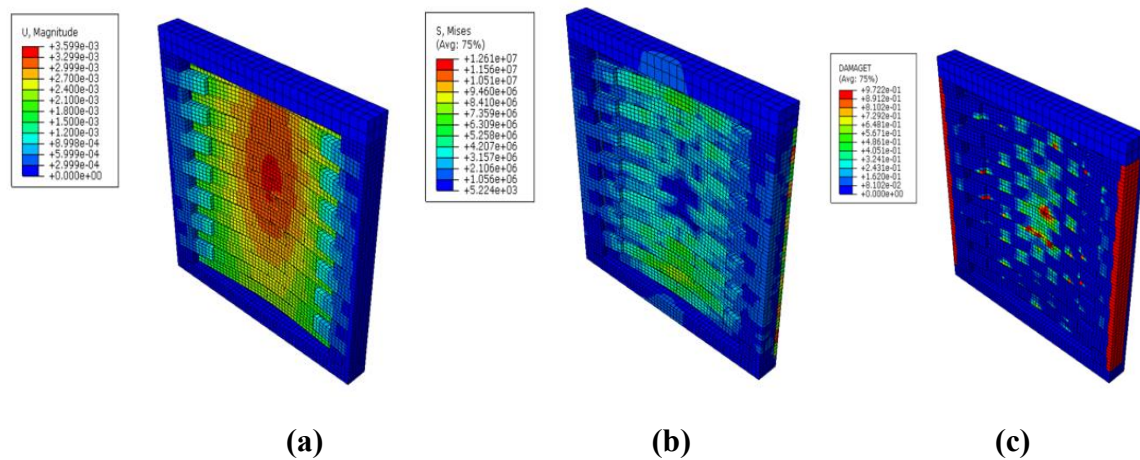 U, Magnitude
+3.599e-03
+3.299e-03
+2.999e-03
+2.700e-03
+2.400e-03
+2.100e-03
+1.800e-03
+1.500e-03
+1.200e-03
+8.998e-04
+5.999e-04
+2.999e-04
+0.000e+00
S, Mises
(Avg: 75%)
+1.261e+07
+1.156e+07
+1.051e+07
+9.460e+06
+8.410e+06
+7.359e+06
+6.309e+06
+5.258e+06
+4.207e+06
+3.157e+06
+2.106e+06
+1.056e+06
+5.224e+03
DAMAGET
(Avg: 75%)
+9.722e-01
+8.912e-01
+8.102e-01
+7.292e-01
+6.481e-01
+5.671e-01
+4.861e-01
+4.051e-01
+3.241e-01
+2.431e-01
+1.620e-01
+8.102e-02
+0.000e+00
(a)
(b)
(c)